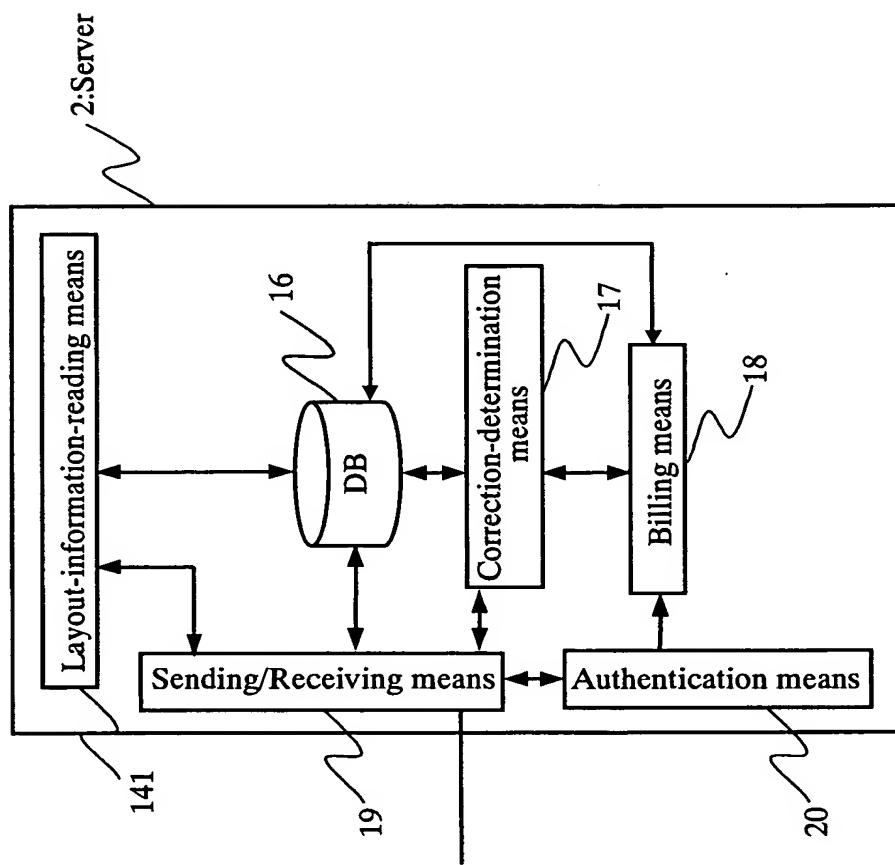 2:Server
141
Layout-information-reading means
16
DB
Sending/Receiving means
19
Correction-determination
means
17
Authentication means
20
Billing means
18